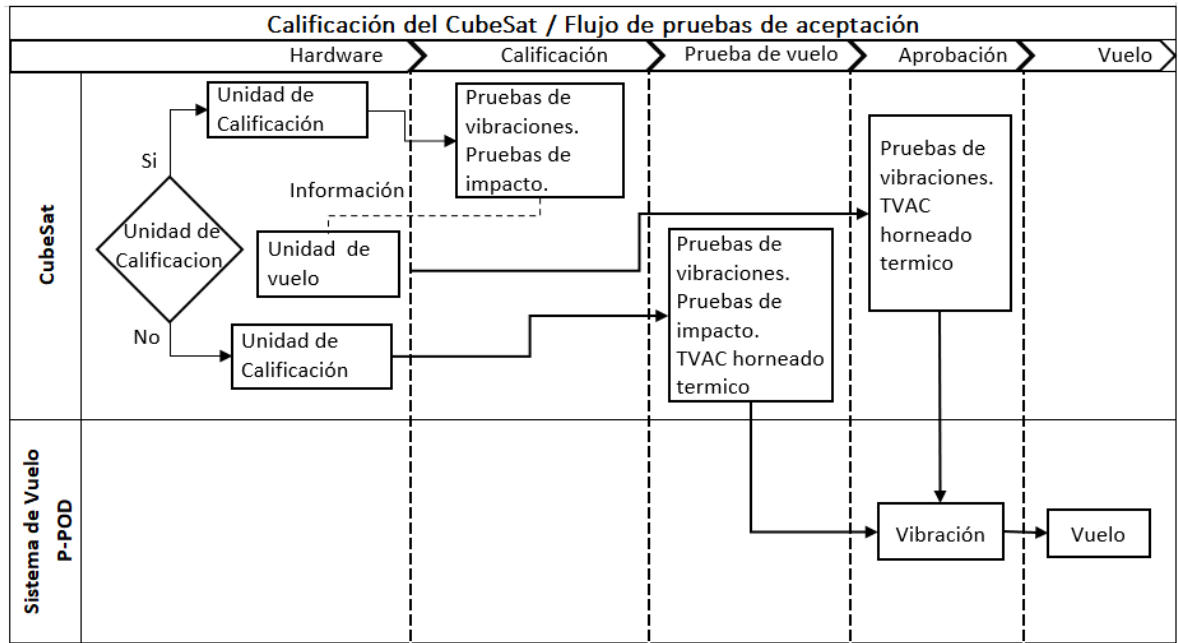 Calificación del CubeSat / Flujo de pruebas de aceptación
Hardware
Calificación
Prueba de vuelo
Aprobación
Vuelo
CubeSat
Unidad de
Calificación
Pruebas de
vibraciones.
Pruebas de
impacto.
Pruebas de
vibraciones.
TVAC
horneado
termico
Si
Información
Unidad de
Calificacion
Unidad de
vuelo
Pruebas de
vibraciones.
Pruebas de
impacto.
TVAC horneado
termico
No
Unidad de
Calificación
Sistema de Vuelo
P-POD
Vibración
Vuelo